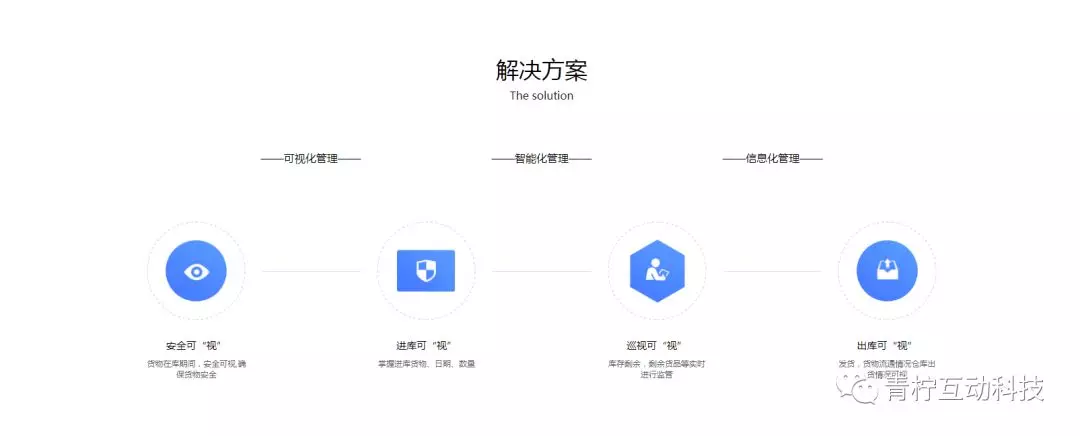 解决方案
The solution
——可视化管理——
——智能化管理——
——信息化管理——
安全可“视”
货物在库期间，安全可视,确
保货物安全
进库可“视”
掌握进库货物、日期、数量
巡视可“视”
库存剩余，剩余货品等实时
进行监管
出库可“视”
发货，货物流通情况仓库出
货情况可视
青柠互动科技